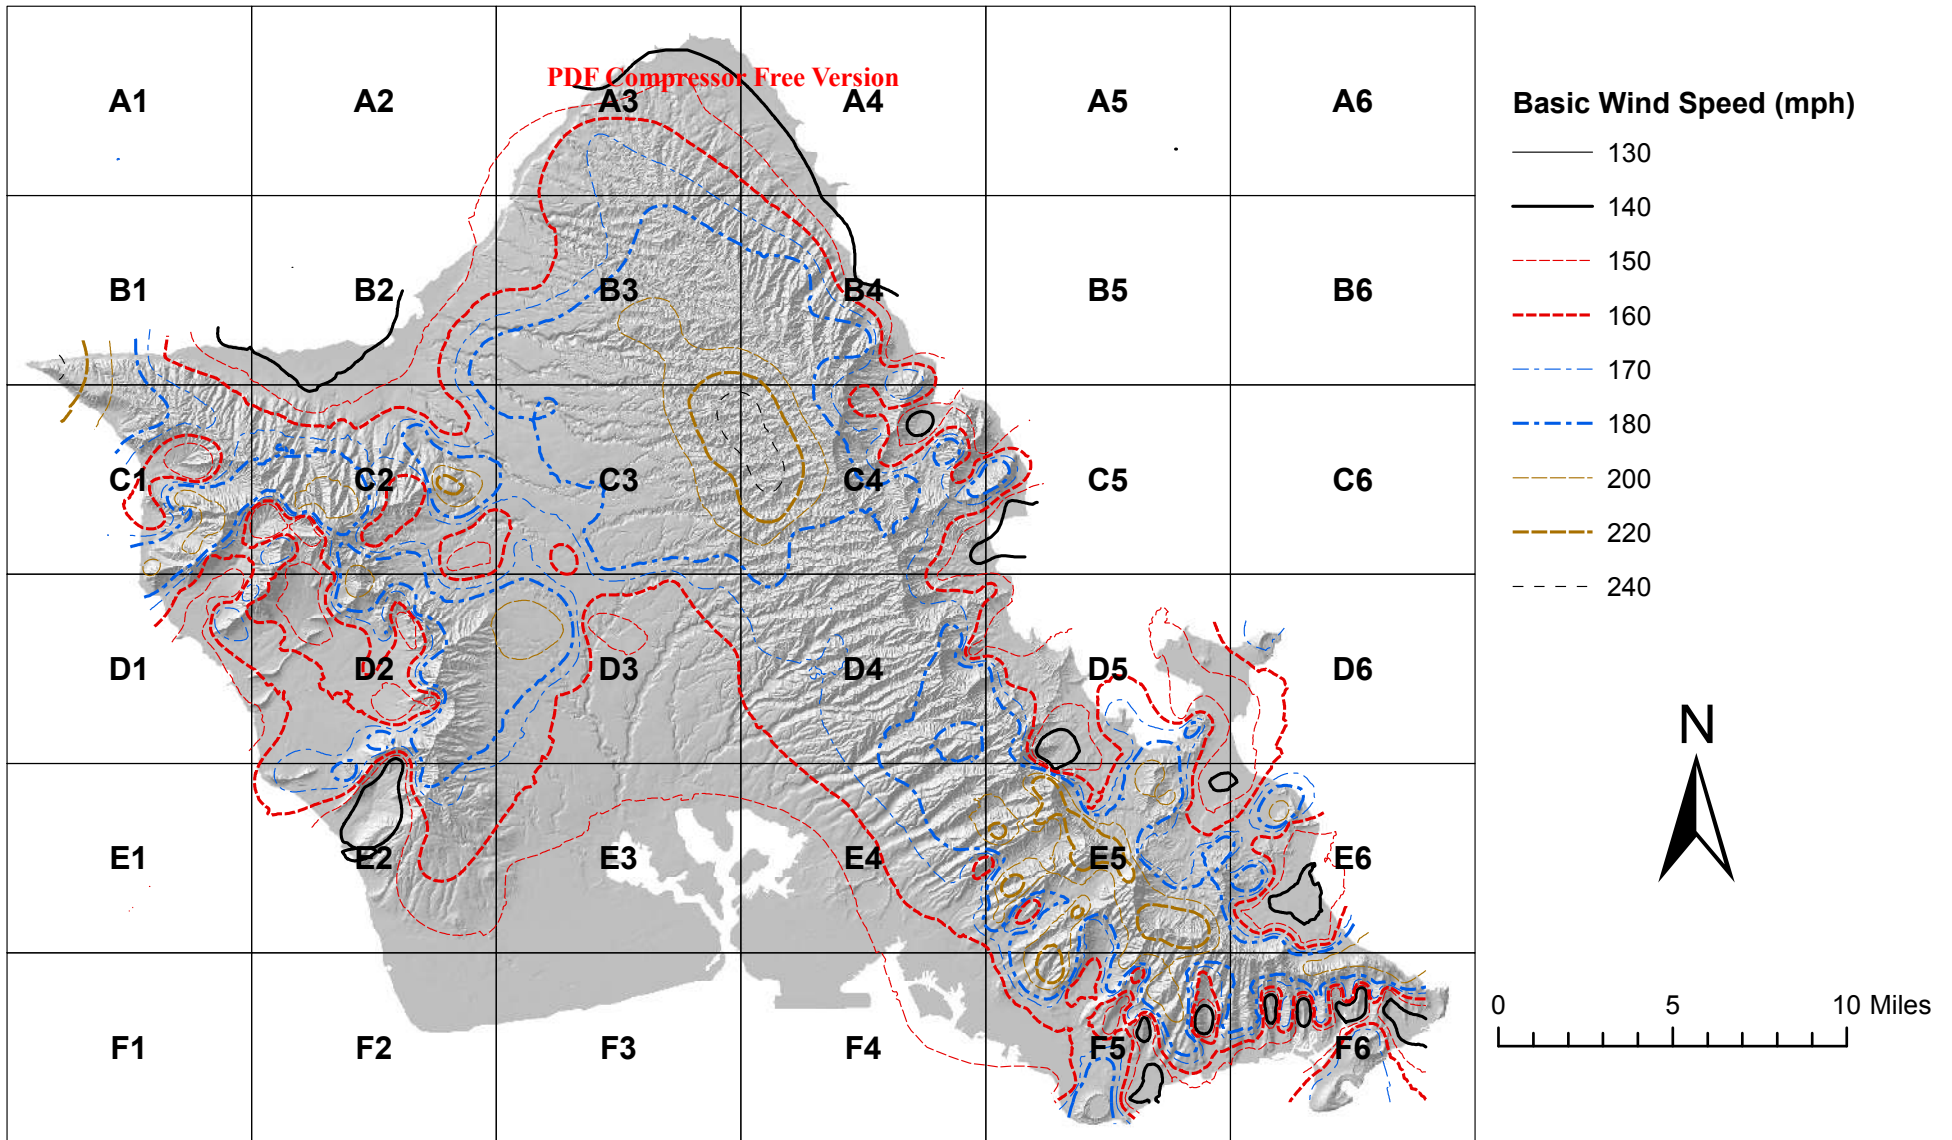 PDF Compressor Free Version
A1 A2 A3 A4 A5 A6
B1 B2 B3 B4 B5 B6
C1 C2 C3 C4 C5 C6
D1 D2 D3 D4 D5 D6
E1 E2 E3 E4 E5 E6
F1 F2 F3 F4 F5 F6
Basic Wind Speed (mph)
130
140
150
160
170
180
200
220
240
N
0 5 10 Miles